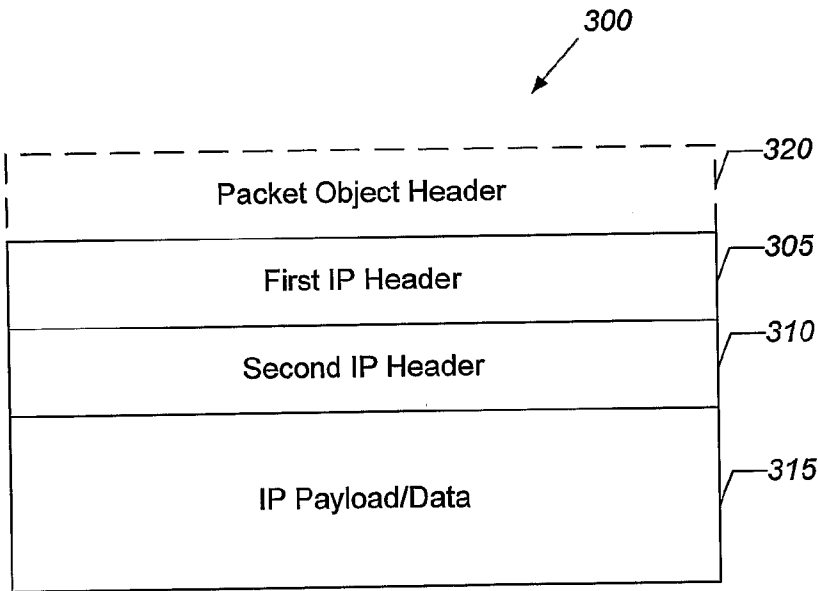 300
Packet Object Header
320
First IP Header
305
Second IP Header
310
IP Payload/Data
315